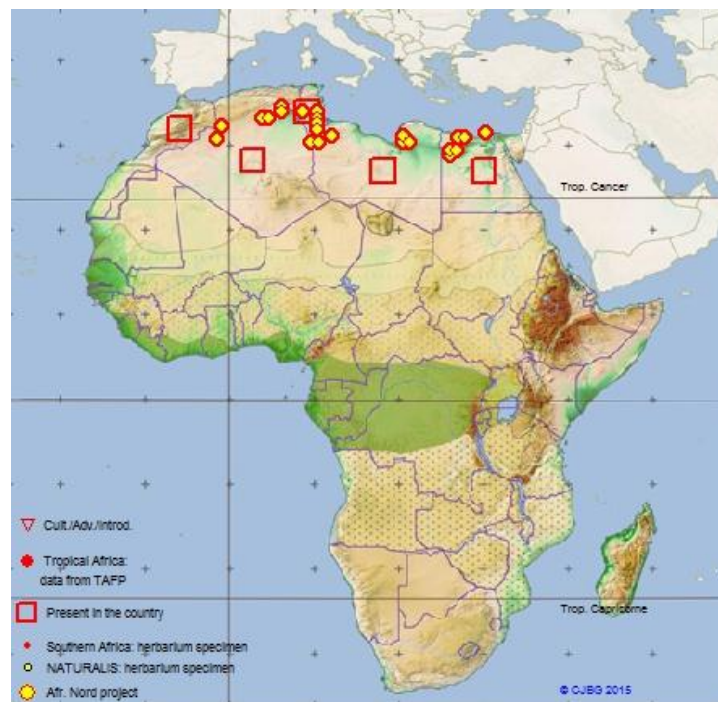 Trop. Cancer
▽ Cult./Adv./Introd.
Tropical Africa:
data from TAFP
Present in the country
Trop. Capricorne
Southern Africa: herbarium specimen
NATURALIS: herbarium specimen
Afr. Nord project
© CJBG 2015